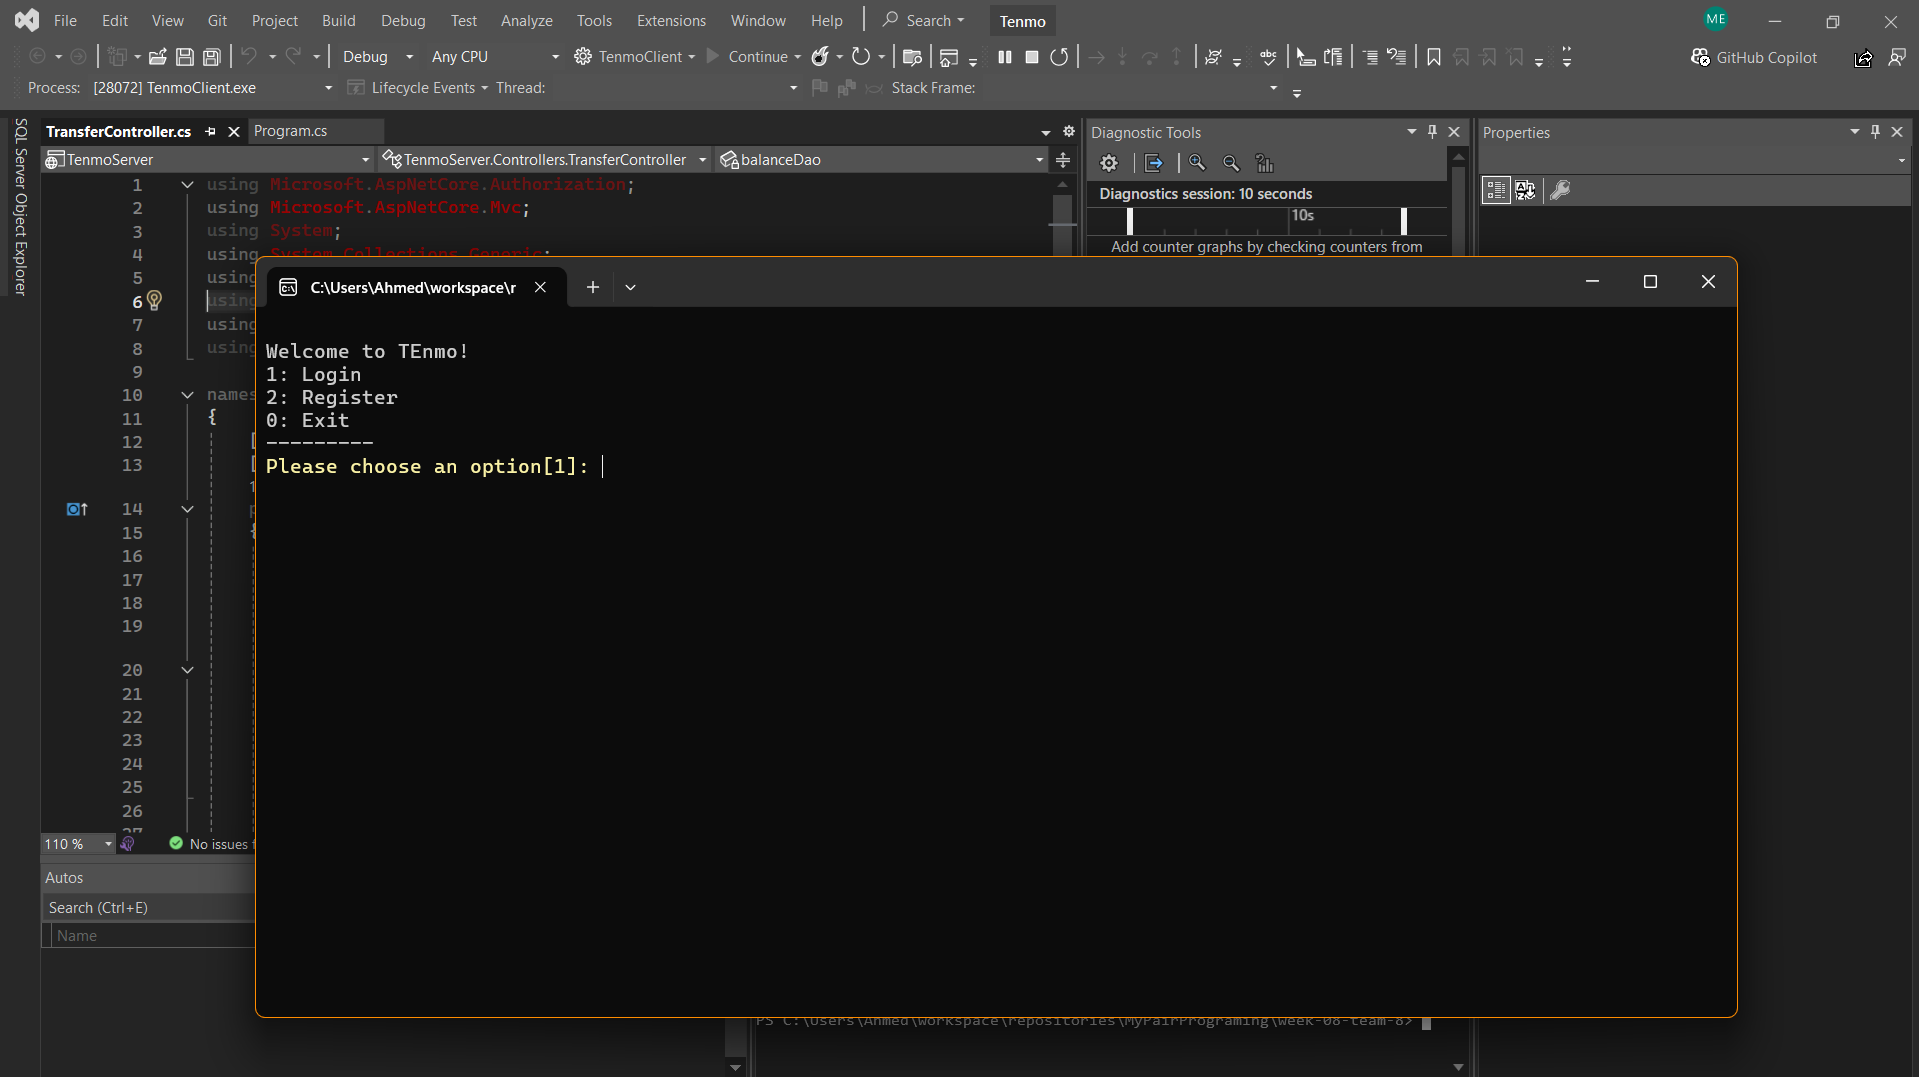 File Edit View Git Project Build Debug Test Analyze Tools Extensions Window Help Search Tenmo ME
Debug Any CPU TenmoClient Continue abc GitHub Copilot
Process: [28072] TenmoClient.exe Lifecycle Events Thread: Stack Frame:
SQL Server Object Explorer
TransferController.cs Program.cs
TenmoServer TenmoServer.Controllers.TransferController balanceDao
1 using Microsoft.AspNetCore.Authorization;
2 using Microsoft.AspNetCore.Mvc;
3 using System;
4 using System.Collections.Generic;
5 using
6 using
7 using
8 using
9
10 names
11 {
12 [
13 [
14
15 {
16
17
18
19
20
21
22
23
24
25
26
27
110 % No issues
Autos
Search (Ctrl+E)
Name
Diagnostic Tools
Diagnostics session: 10 seconds
10s
Add counter graphs by checking counters from
Properties
C:\Users\Ahmed\workspace\r
Welcome to TEnmo!
1: Login
2: Register
0: Exit
---------
Please choose an option[1]:
PS C:\Users\Ahmed\workspace\repositories\MyPairPrograming\week-08-team-8>